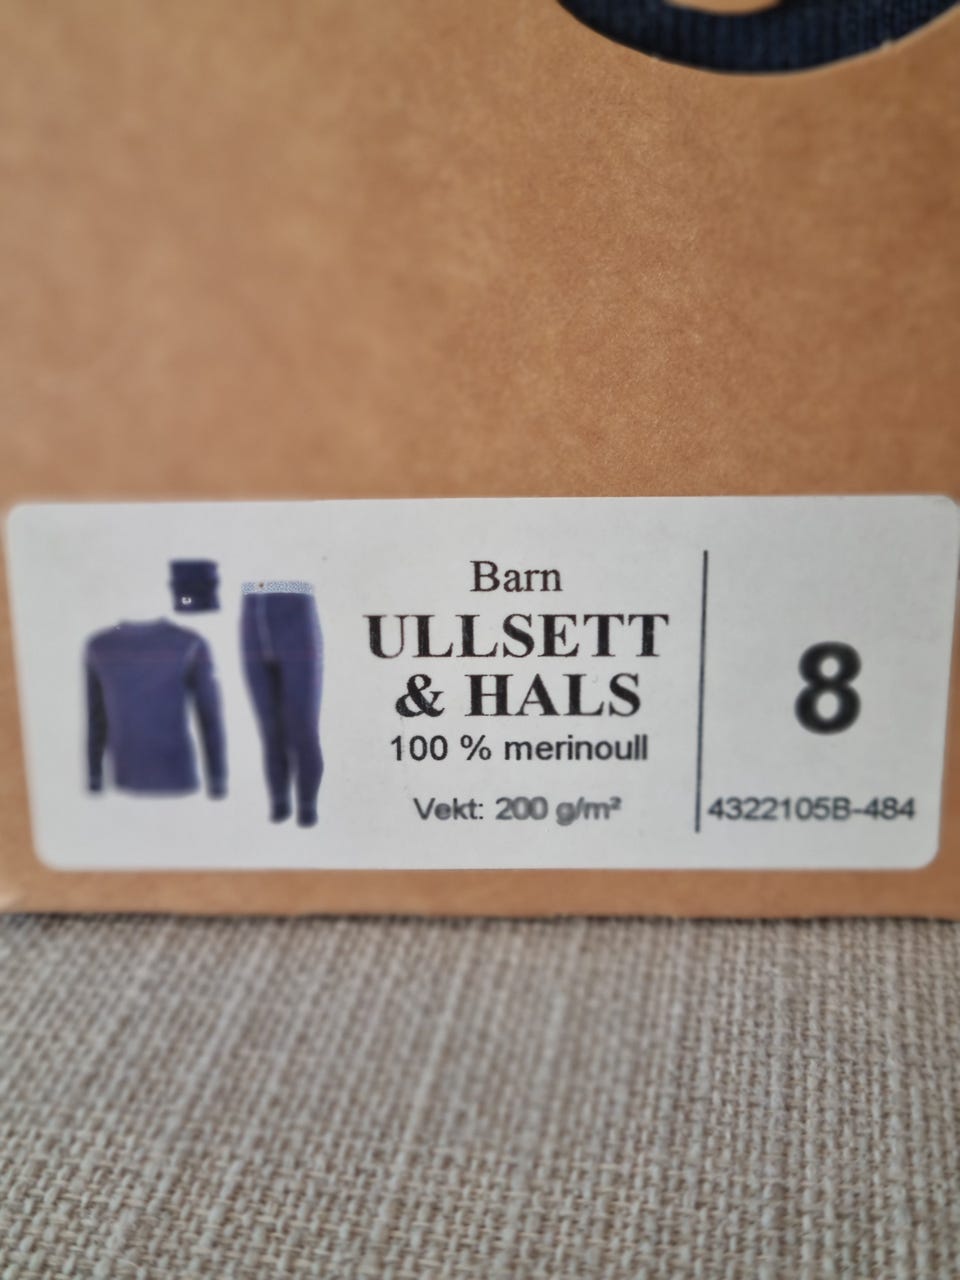 Barn
ULLSETT
& HALS
100 % merinoull
Vekt: 200 g/m²
8
4322105B-484